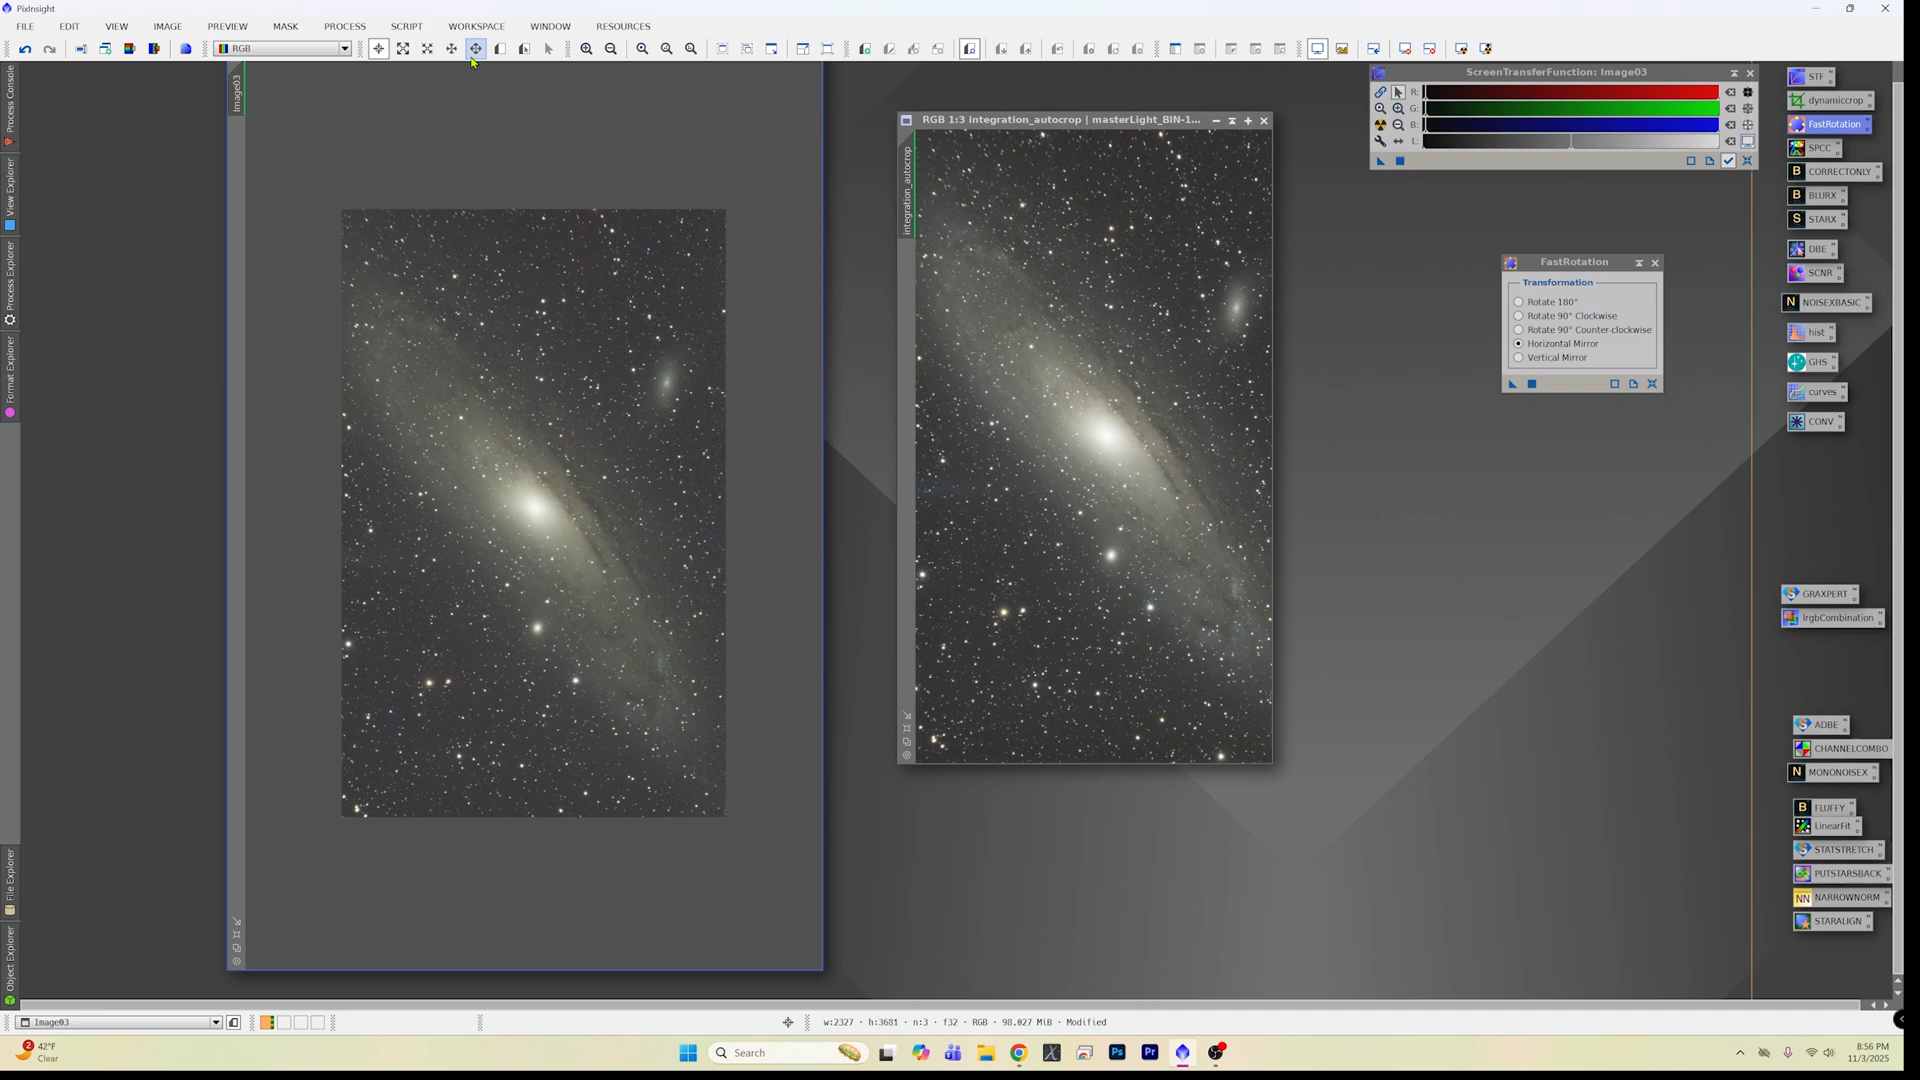 PixInsight
FILE EDIT VIEW IMAGE PREVIEW MASK PROCESS SCRIPT WORKSPACE WINDOW RESOURCES
RGB
Process Console
View Explorer
Process Explorer
Format Explorer
File Explorer
Object Explorer
Image03
RGB 1:3 integration_autocrop | masterLight_BIN-1...
integration_autocrop
ScreenTransferFunction: Image03
R:
G:
B:
L:
FastRotation
Transformation
Rotate 180°
Rotate 90° Clockwise
Rotate 90° Counter-clockwise
Horizontal Mirror
Vertical Mirror
STF
dynamiccrop
FastRotation
SPCC
B CORRECTONLY
B BLURX
S STARX
DBE
SCNR
N NOISEXBASIC
hist
GHS
curves
CONV
GRAXPERT
lrgbCombination
ADBE
CHANNELCOMBO
N MONONOISEX
B FLUFFY
LinearFit
STATSTRETCH
PUTSTARSBACK
NN NARROWNORM
STARALIGN
Image03
w:2327 · h:3681 · n:3 · f32 · RGB · 98.027 MiB · Modified
2
42°F
Clear
Search
Ps
Pr
8:56 PM
11/3/2025